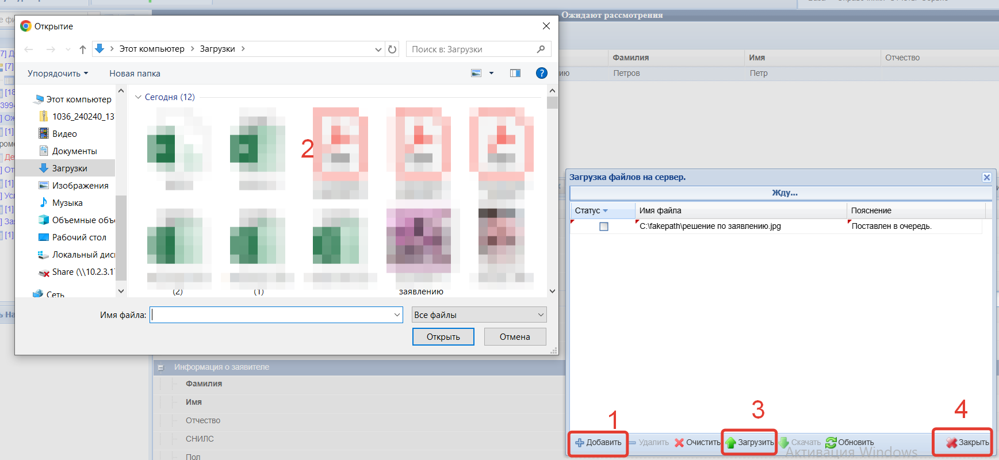 Ожидают рассмотрения
Открытие
Этот компьютер
Загрузки
Поиск в: Загрузки
Упорядочить
Новая папка
Фамилия
Имя
Отчество
Петров
Петр
Этот компьютер
1036_240240_13
Видео
Документы
Загрузки
Изображения
Музыка
Объемные объ
Рабочий стол
Локальный дис
Share (\\10.2.3.1
Сеть
Сегодня (12)
2
(2)
(1)
заявлению
Имя файла:
Все файлы
Открыть
Отмена
Загрузка файлов на сервер.
Жду...
Статус
Имя файла
Пояснение
C:\fakepath\решение по заявлению.jpg
Поставлен в очередь.
Информация о заявителе
Фамилия
Имя
Отчество
СНИЛС
Пол
1
3
4
Добавить
Удалить
Очистить
Загрузить
Скачать
Обновить
Закрыть
Активация Windows